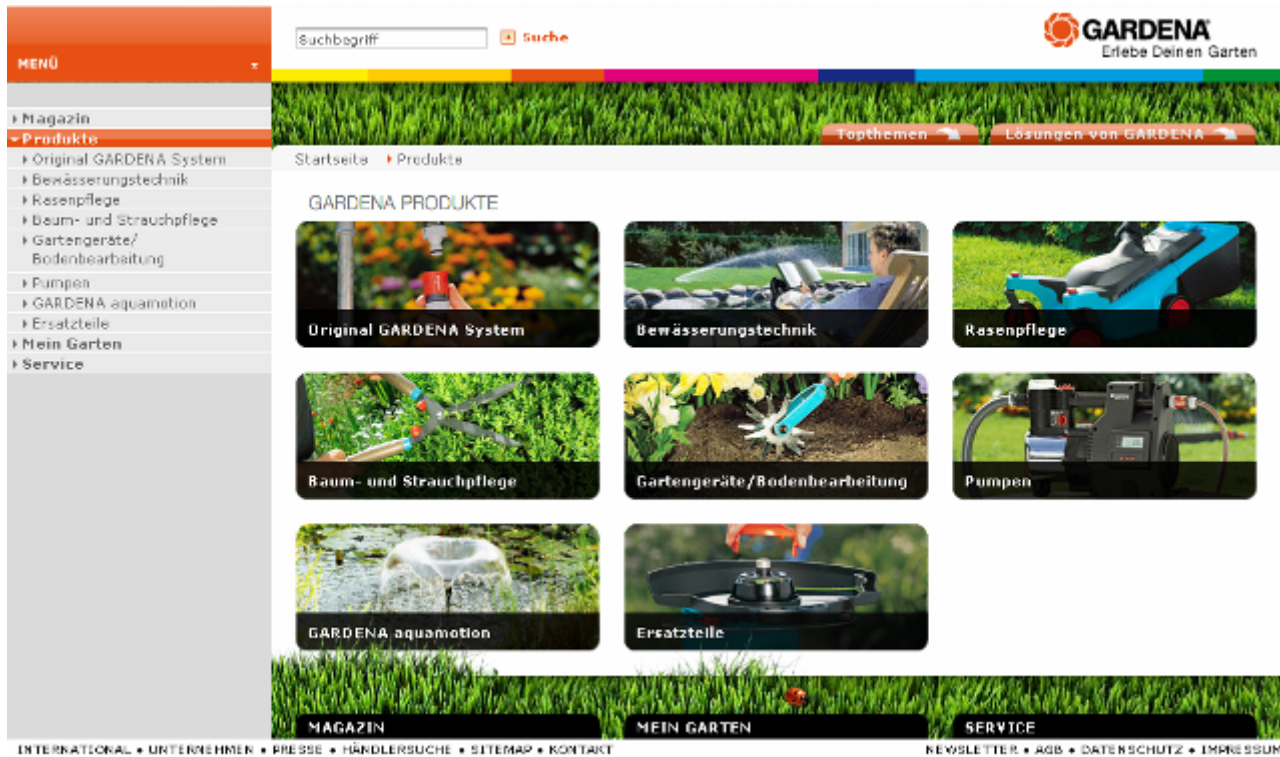 Suchbegriff
Suche
GARDENA
Erlebe Deinen Garten
MENÜ
Magazin
Produkte
Original GARDENA System
Bewässerungstechnik
Rasenpflege
Baum- und Strauchpflege
Gartengeräte/
Bodenbearbeitung
Pumpen
GARDENA aquamotion
Ersatzteile
Mein Garten
Service
Topthemen
Lösungen von GARDENA
Startseite Produkte
GARDENA PRODUKTE
Original GARDENA System
Bewässerungstechnik
Rasenpflege
Baum- und Strauchpflege
Gartengeräte/Bodenbearbeitung
Pumpen
GARDENA aquamotion
Ersatzteile
MAGAZIN
MEIN GARTEN
SERVICE
INTERNATIONAL • UNTERNEHMEN • PRESSE • HÄNDLERSUCHE • SITEMAP • KONTAKT
NEWSLETTER • AGB • DATENSCHUTZ • IMPRESSUM